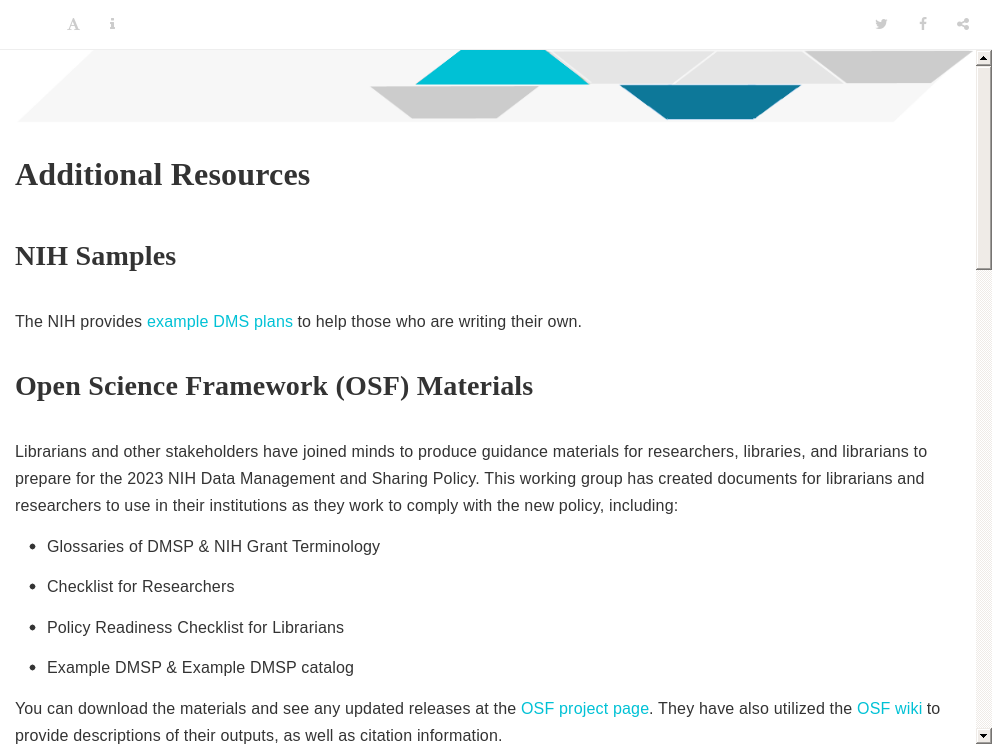 Additional Resources
NIH Samples
The NIH provides example DMS plans to help those who are writing their own.
Open Science Framework (OSF) Materials
Librarians and other stakeholders have joined minds to produce guidance materials for researchers, libraries, and librarians to
prepare for the 2023 NIH Data Management and Sharing Policy. This working group has created documents for librarians and
researchers to use in their institutions as they work to comply with the new policy, including:
• Glossaries of DMSP & NIH Grant Terminology
• Checklist for Researchers
• Policy Readiness Checklist for Librarians
• Example DMSP & Example DMSP catalog
You can download the materials and see any updated releases at the OSF project page. They have also utilized the OSF wiki to
provide descriptions of their outputs, as well as citation information.